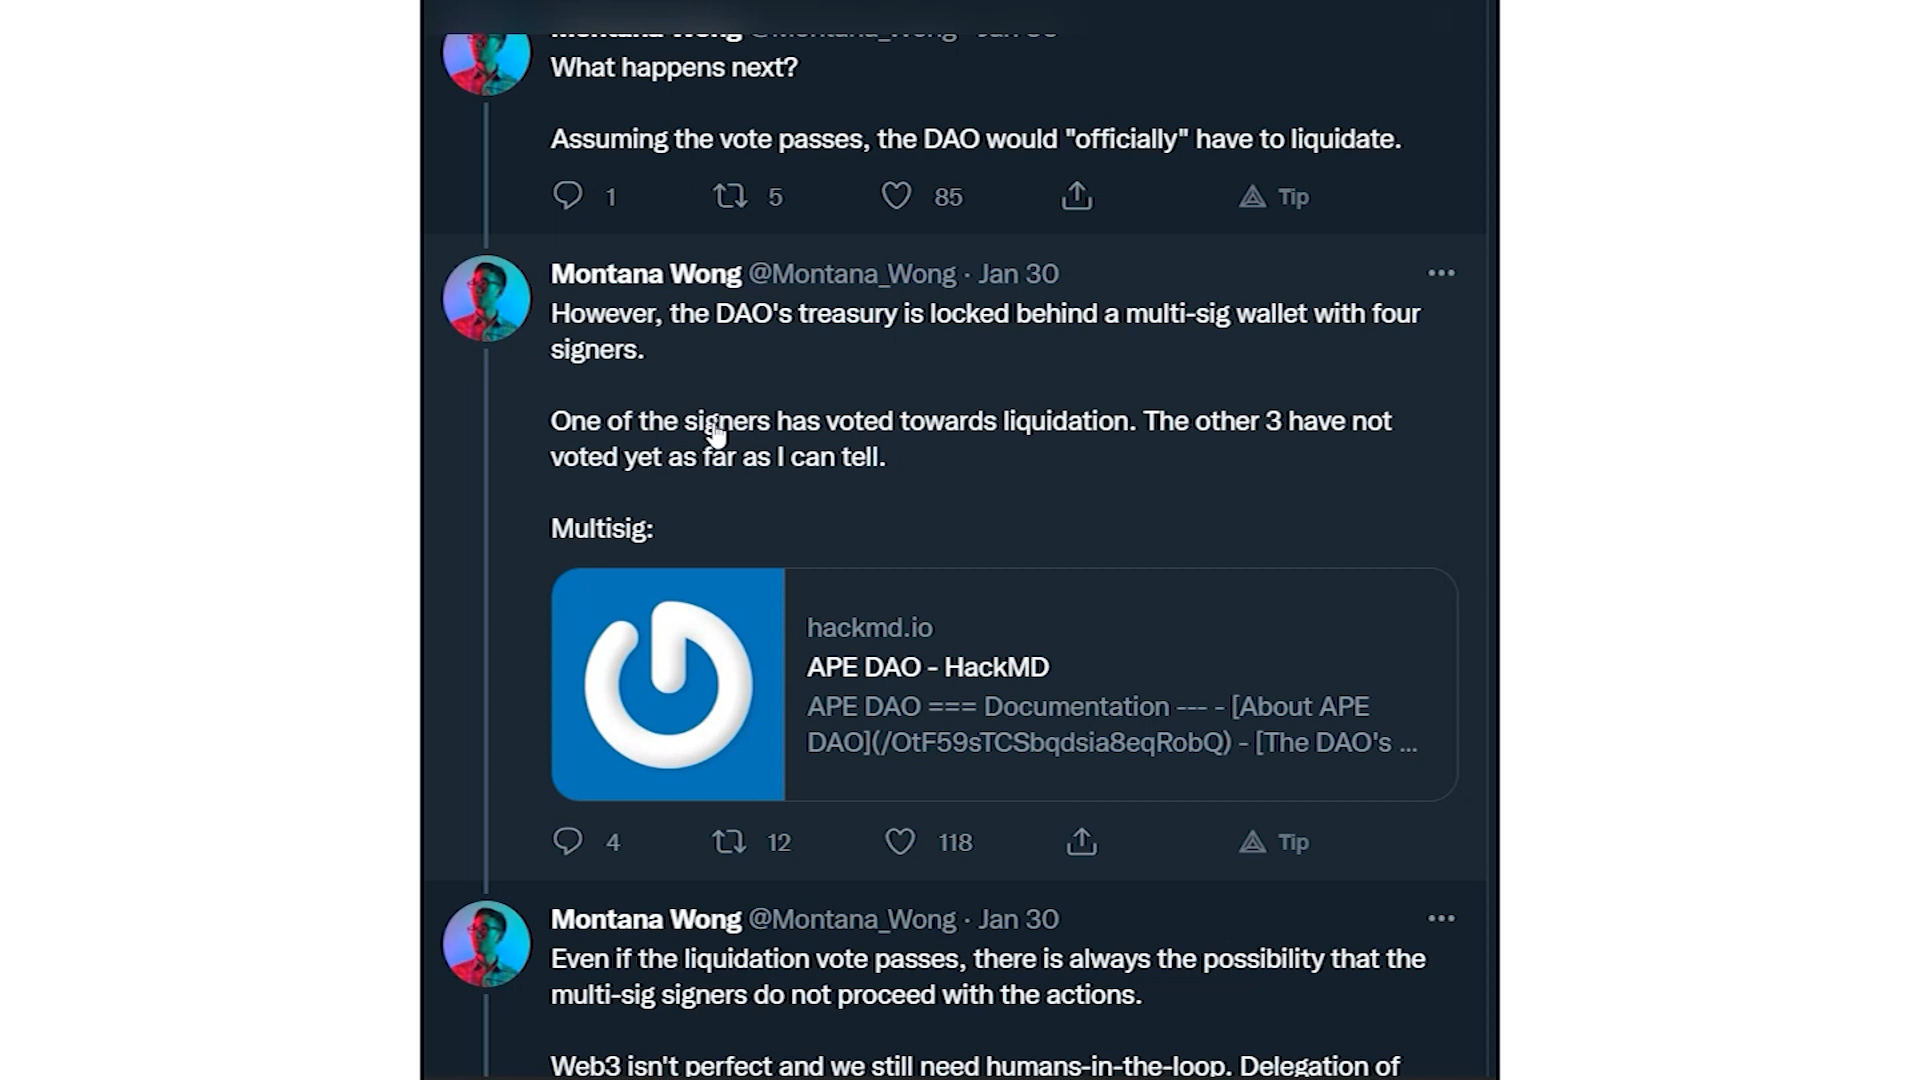 Montana Wong @Montana_Wong · Jan 30
What happens next?
Assuming the vote passes, the DAO would "officially" have to liquidate.
1 5 85 Tip
Montana Wong @Montana_Wong · Jan 30
However, the DAO's treasury is locked behind a multi-sig wallet with four
signers.
One of the signers has voted towards liquidation. The other 3 have not
voted yet as far as I can tell.
Multisig:
hackmd.io
APE DAO - HackMD
APE DAO === Documentation --- - [About APE
DAO](/OtF59sTCSbqdsia8eqRobQ) - [The DAO's ...
4 12 118 Tip
Montana Wong @Montana_Wong · Jan 30
Even if the liquidation vote passes, there is always the possibility that the
multi-sig signers do not proceed with the actions.
Web3 isn't perfect and we still need humans-in-the-loop. Delegation of